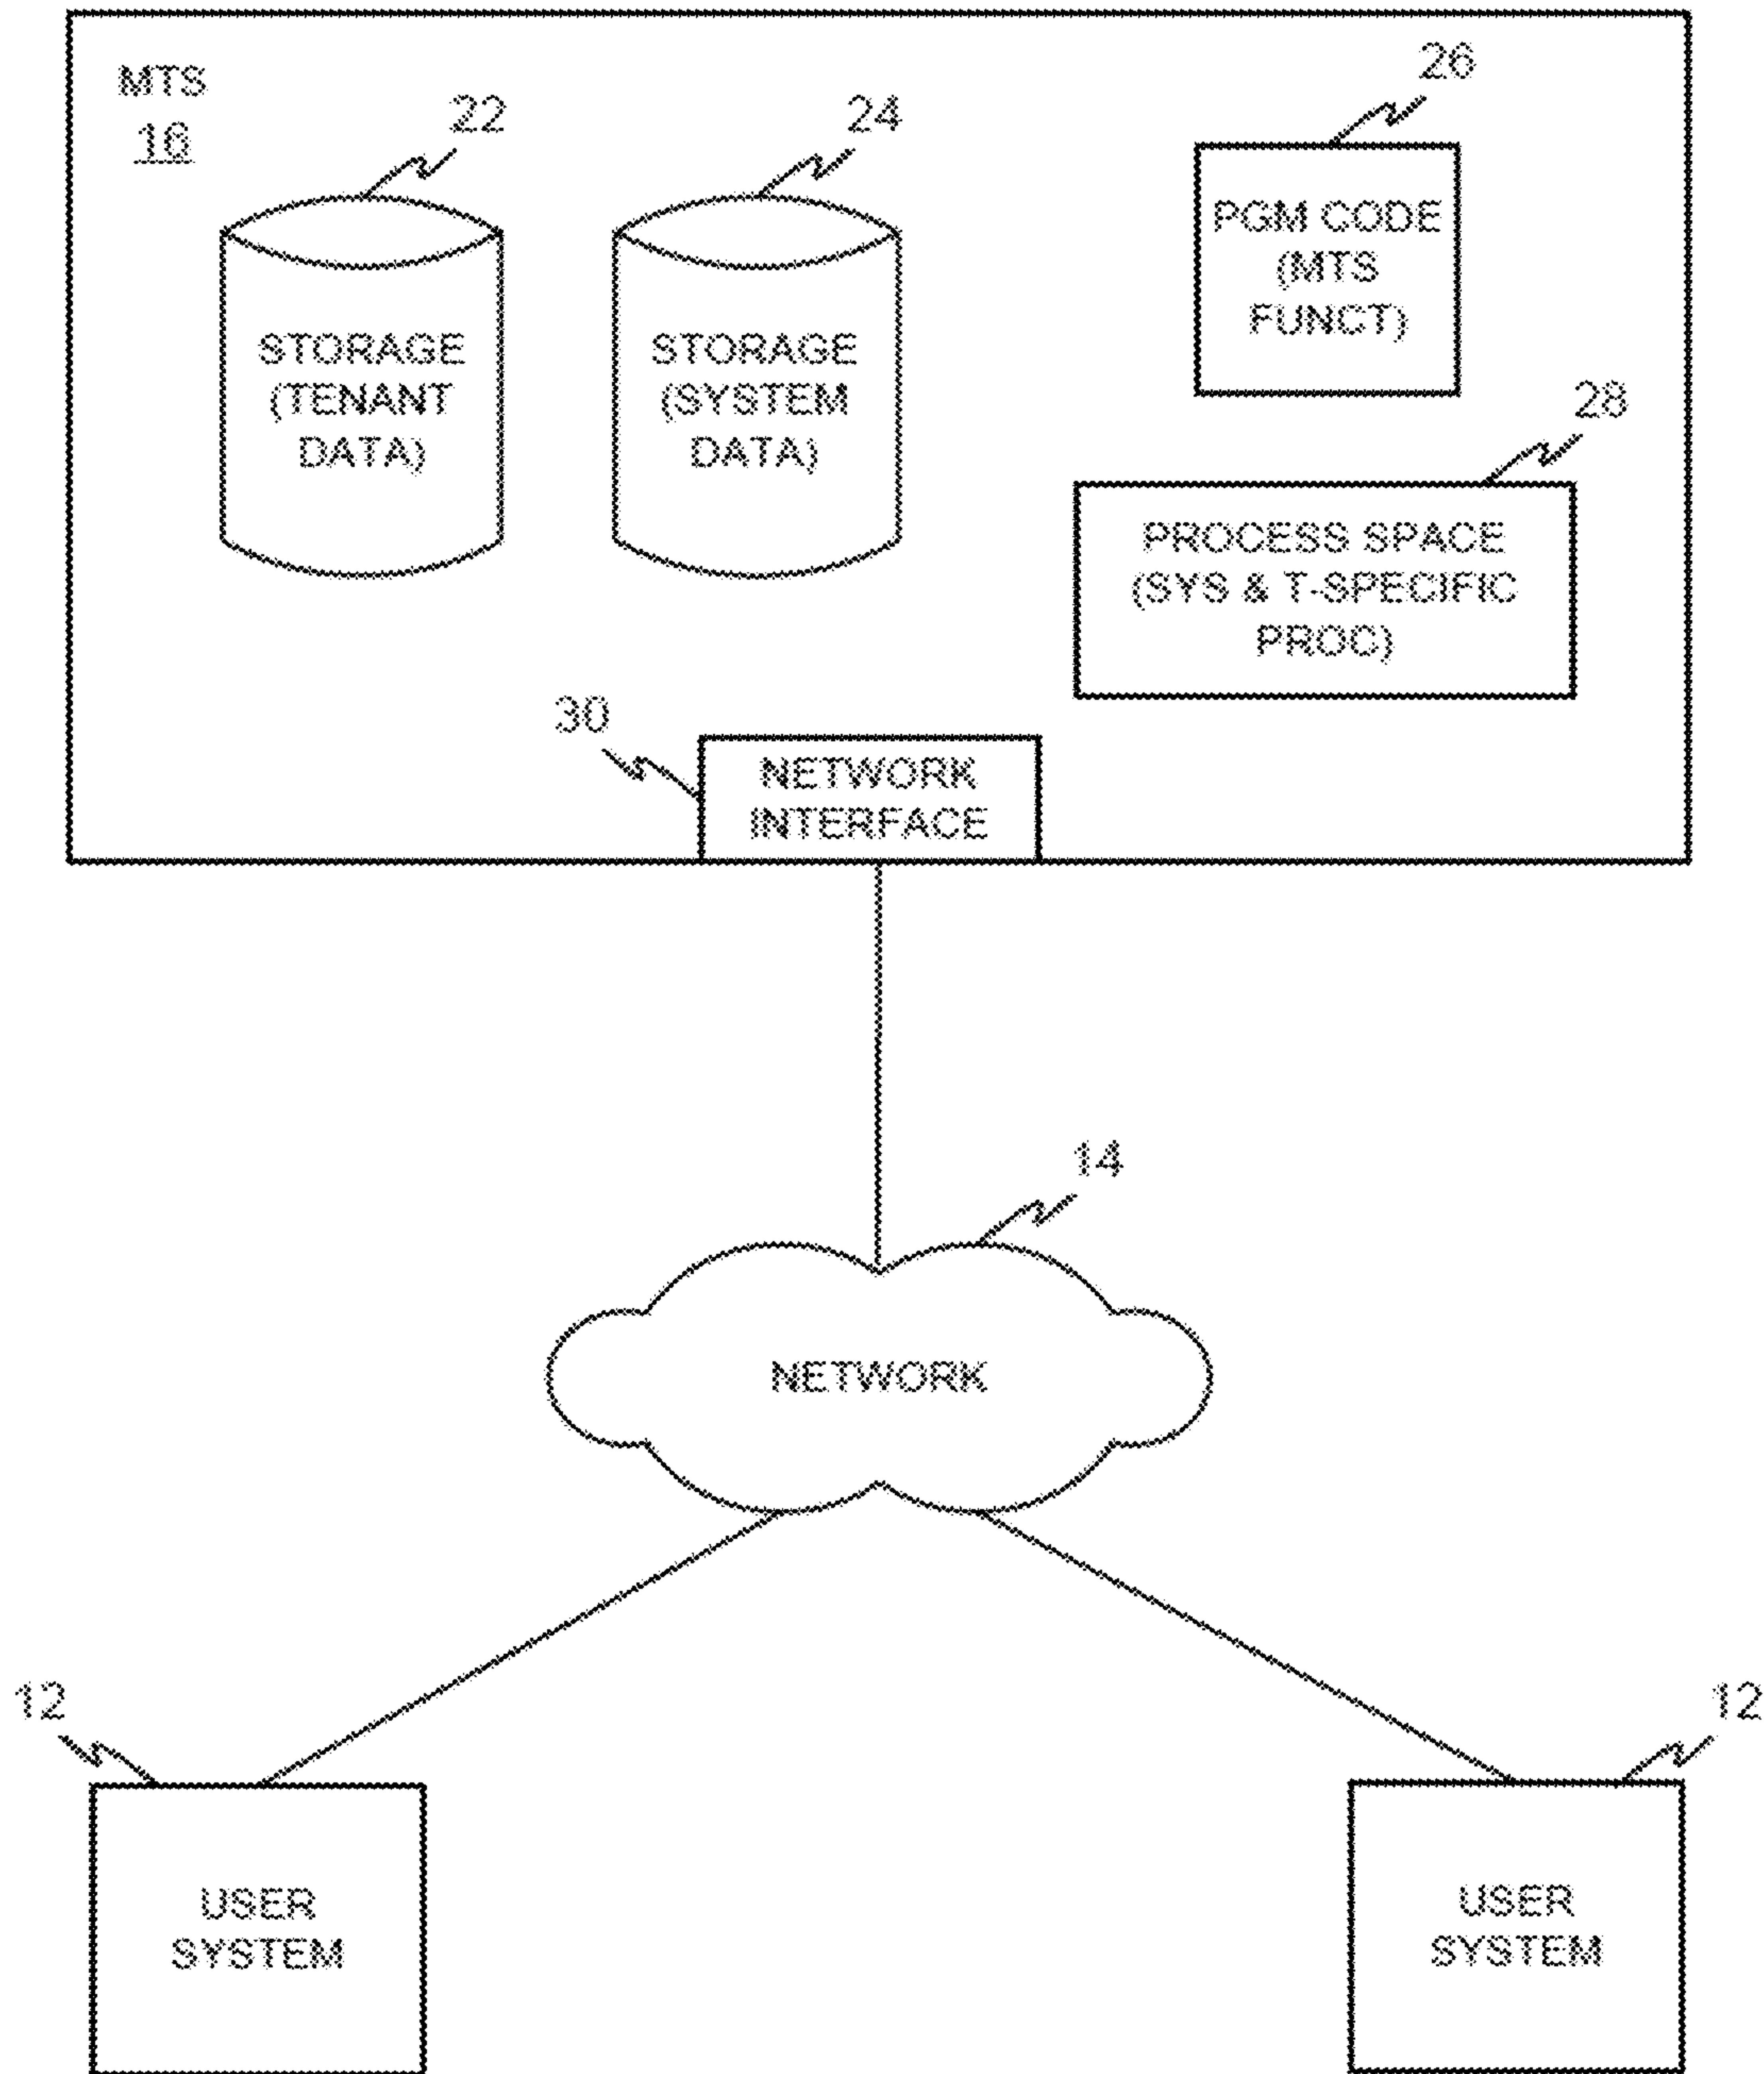 MTS
16
22
24
26
STORAGE
(TENANT
DATA)
STORAGE
(SYSTEM
DATA)
PGM CODE
(MTS
FUNCT)
28
PROCESS SPACE
(SYS & T-SPECIFIC
PROC)
30
NETWORK
INTERFACE
14
NETWORK
12
USER
SYSTEM
12
USER
SYSTEM